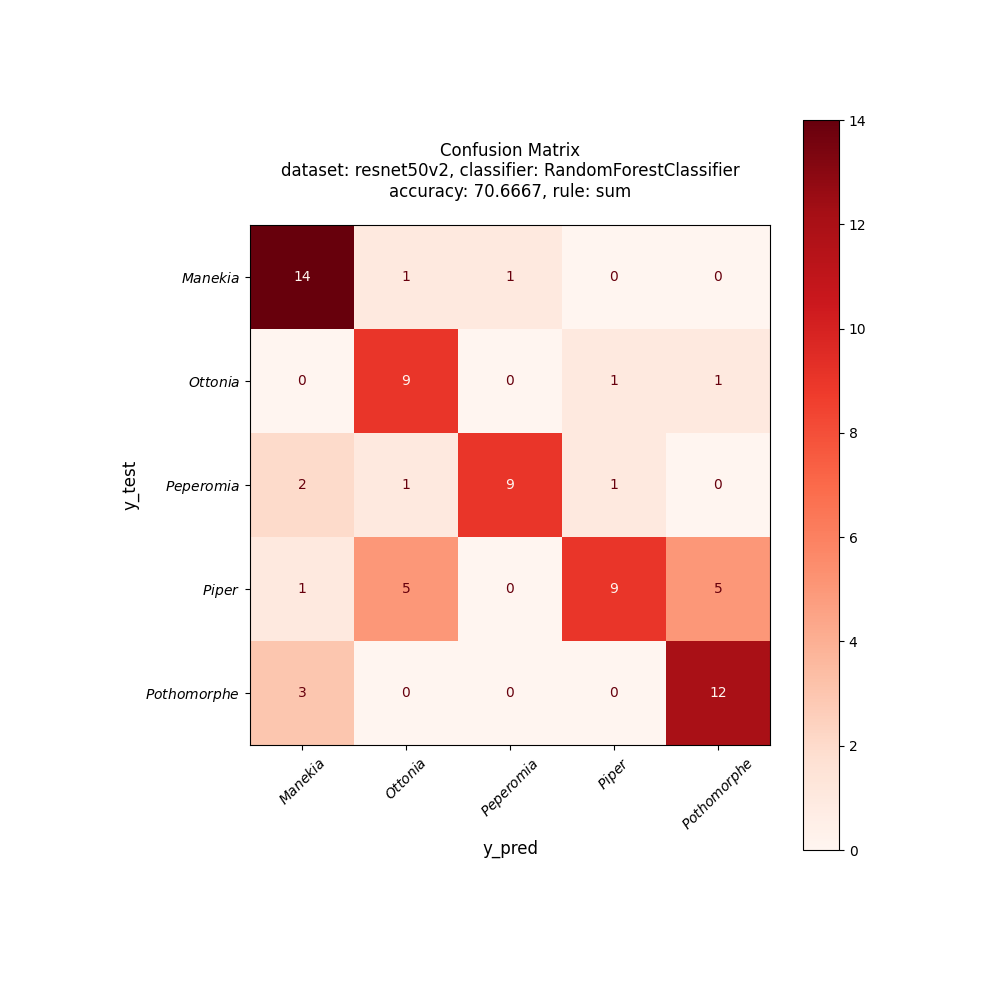 Confusion Matrix
dataset: resnet50v2, classifier: RandomForestClassifier
accuracy: 70.6667, rule: sum
Manekia 14 1 1 0 0
Ottonia 0 9 0 1 1
Peperomia 2 1 9 1 0
Piper 1 5 0 9 5
Pothomorphe 3 0 0 0 12
y_test
Manekia Ottonia Peperomia Piper Pothomorphe
y_pred
14
12
10
8
6
4
2
0